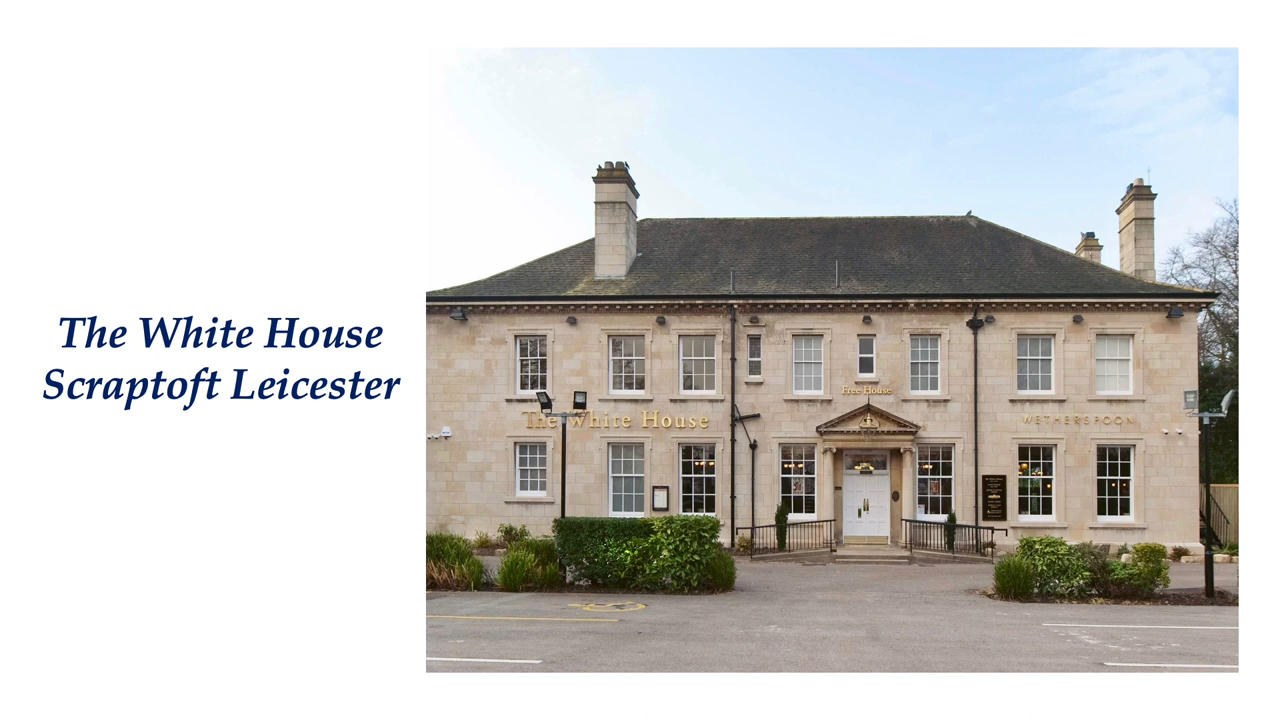 The White House
Scraptoft Leicester
Free House
The White House
WETHERSPOON